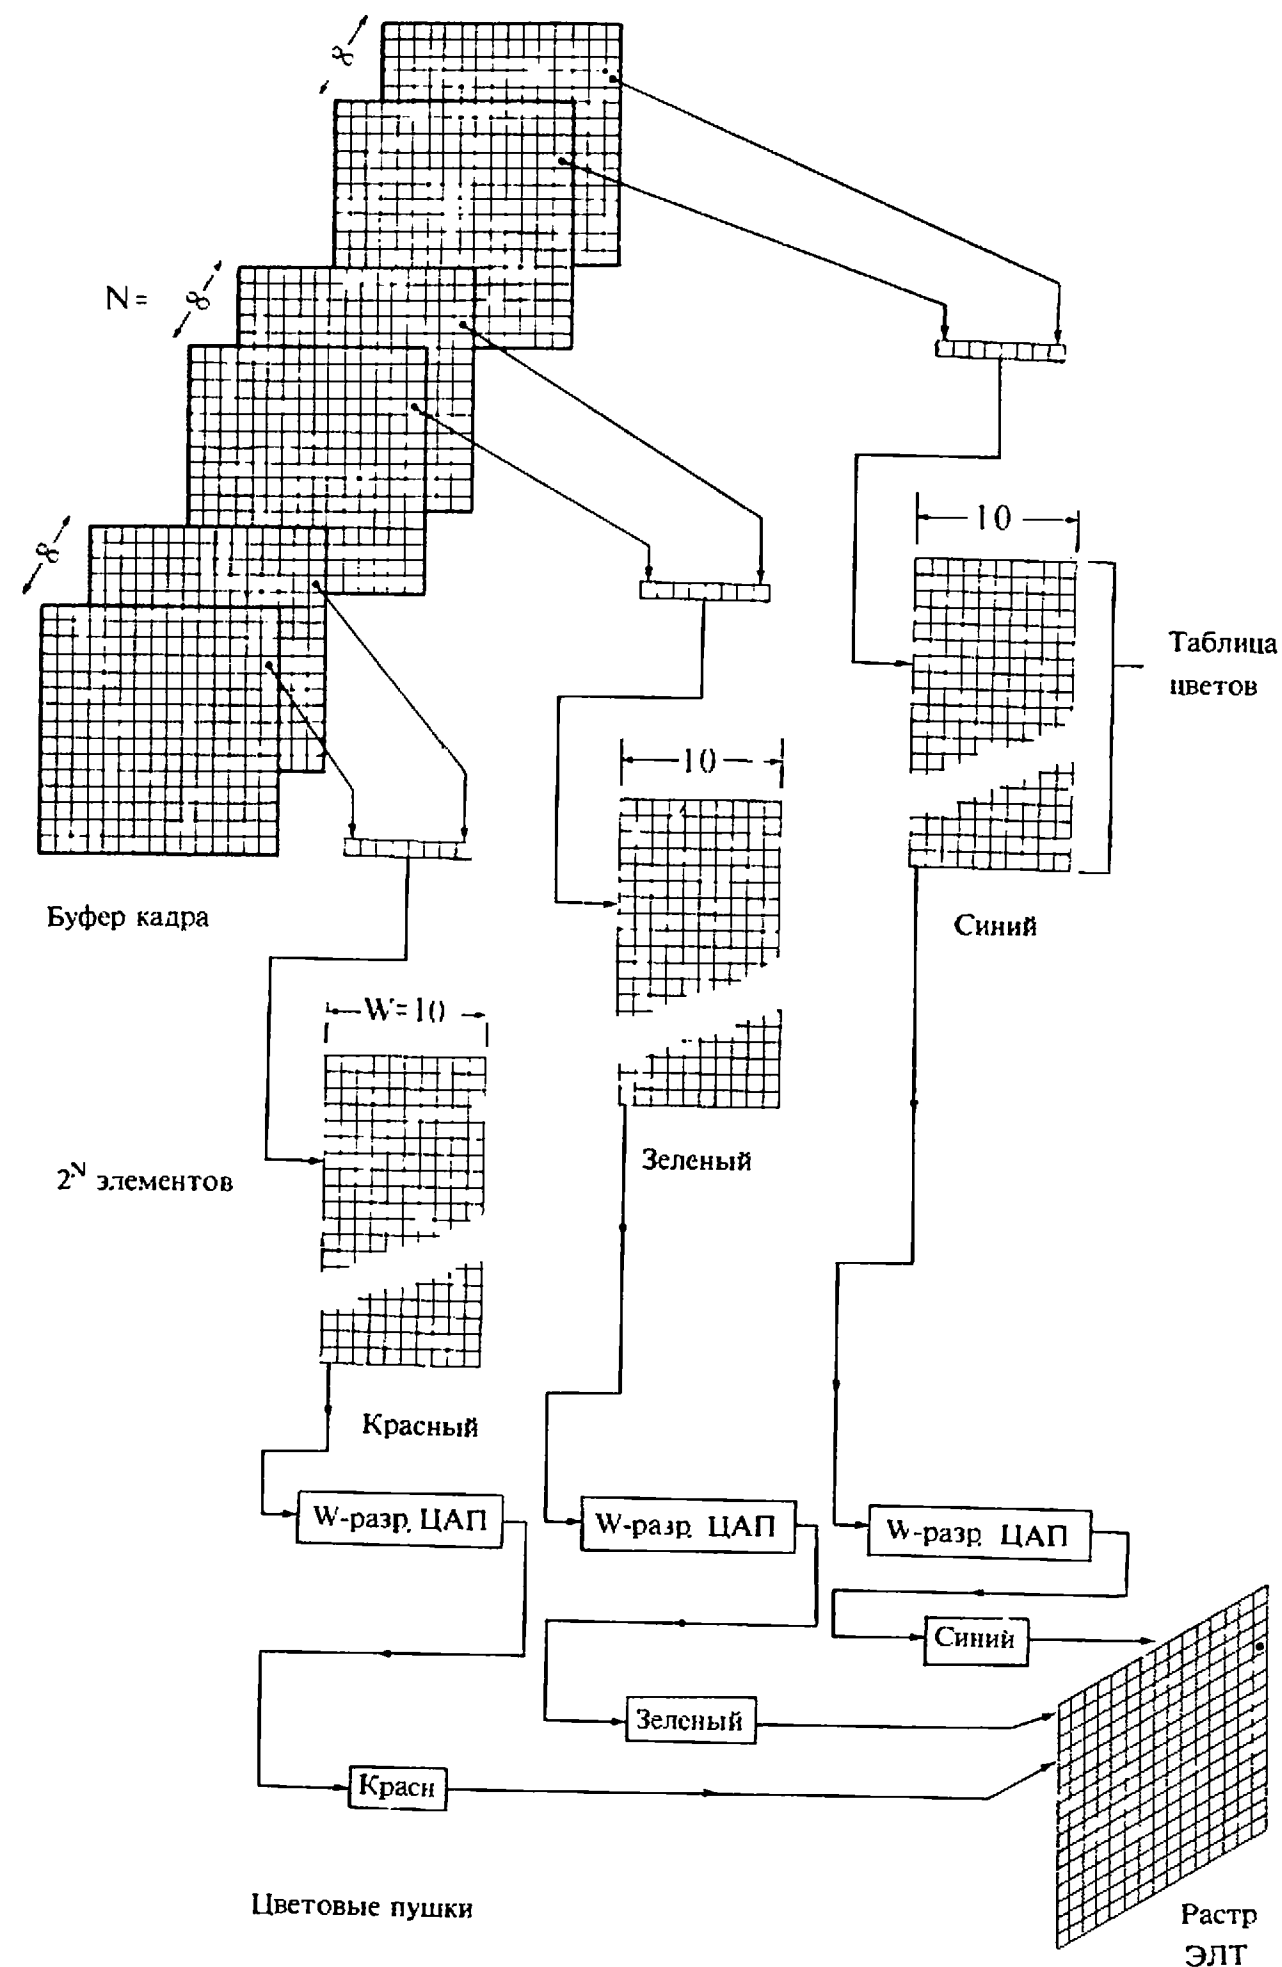 8
N= 8
8
10
Таблица
цветов
10
Буфер кадра
Синий
W=10
Зеленый
2^N элементов
Красный
W-разр. ЦАП
W-разр. ЦАП
W-разр. ЦАП
Синий
Зеленый
Красн
Цветовые пушки
Растр
ЭЛТ